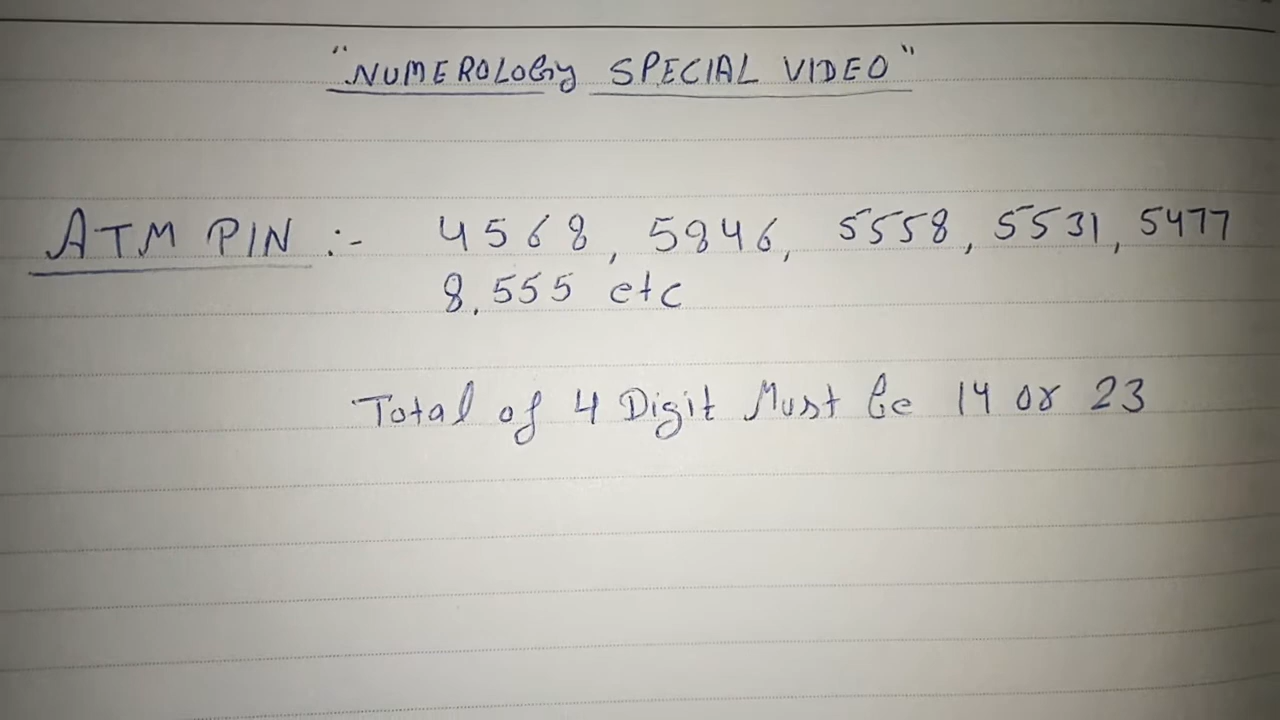 "NUMEROLOGY SPECIAL VIDEO"
ATM PIN :- 4568, 5846, 5558, 5531, 5477
8,555 etc
Total of 4 Digit Must be 14 or 23